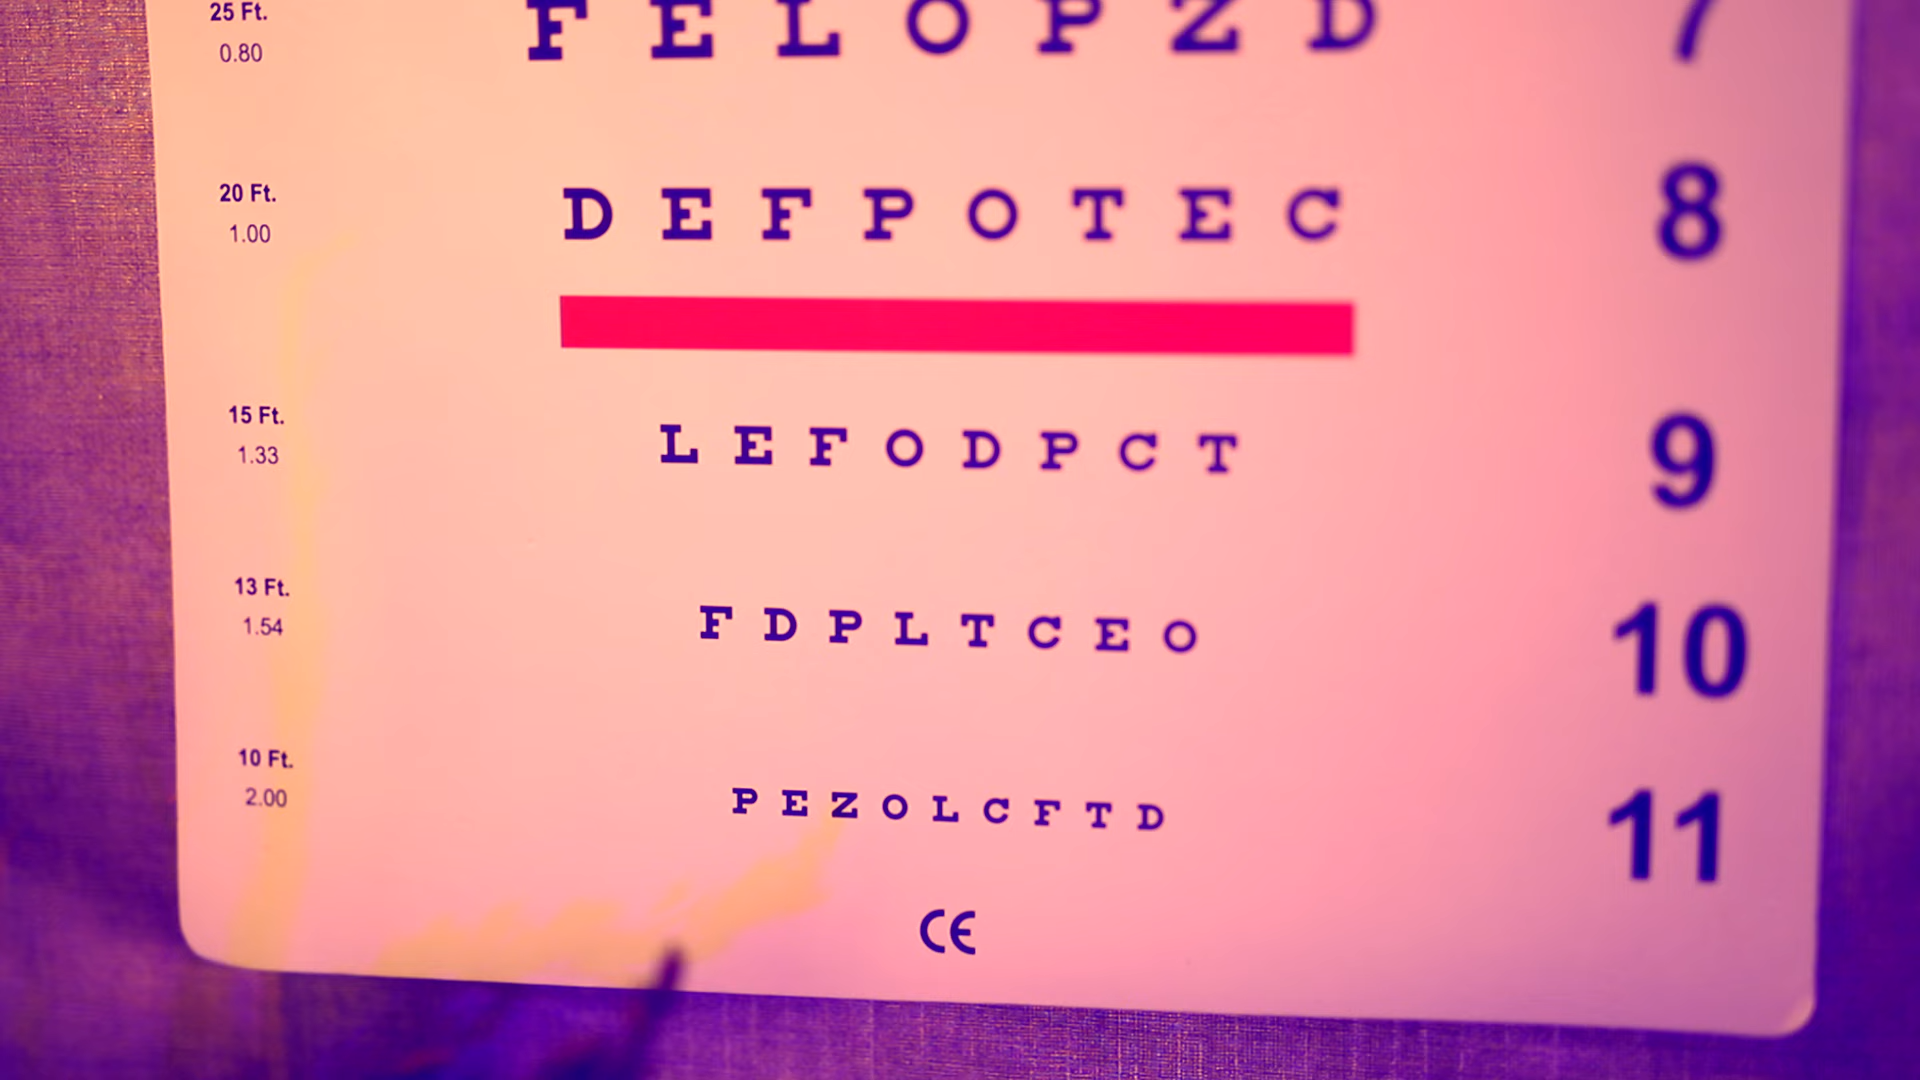 25 Ft. F E L O P Z D 7
0.80
20 Ft. D E F P O T E C 8
1.00
15 Ft. L E F O D P C T 9
1.33
13 Ft. F D P L T C E O 10
1.54
10 Ft. P E Z O L C F T D 11
2.00
CE